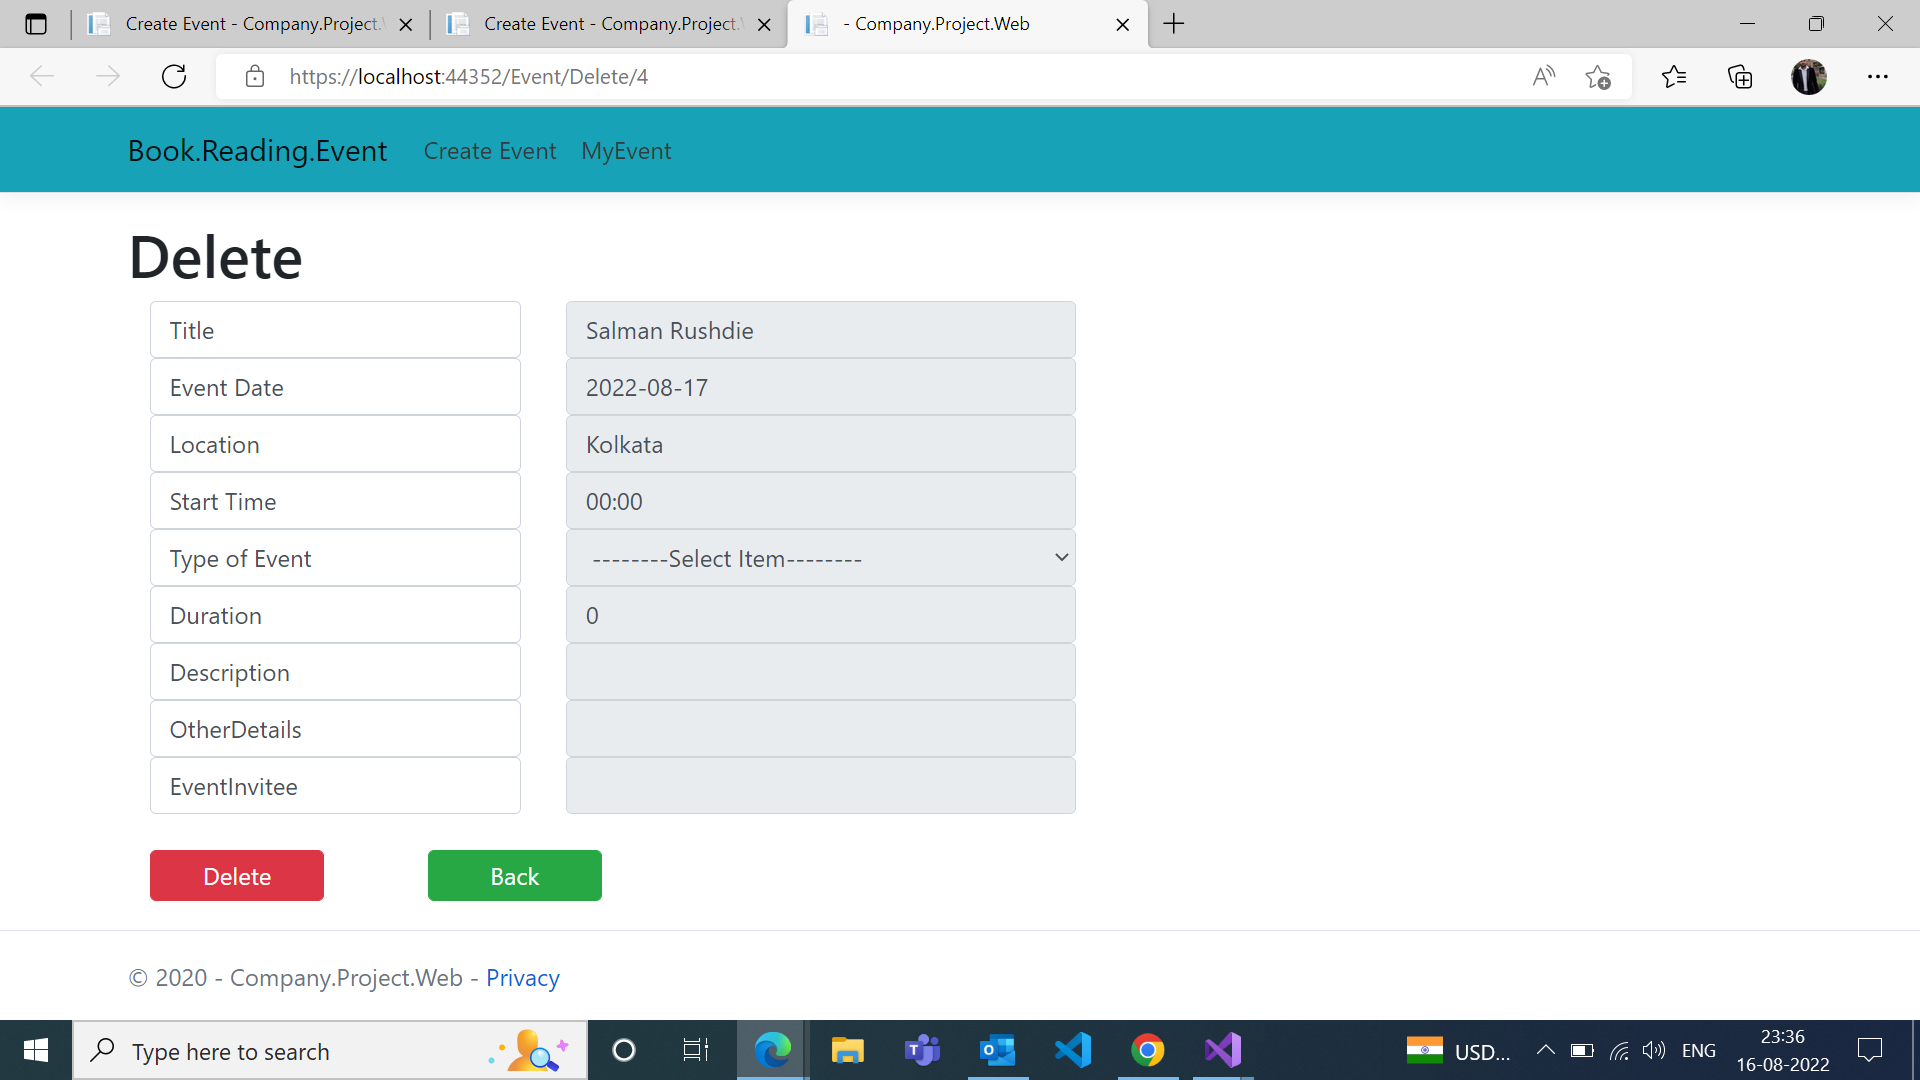 Create Event - Company.Project.
Create Event - Company.Project.
- Company.Project.Web
https://localhost:44352/Event/Delete/4
Book.Reading.Event
Create Event
MyEvent
Delete
Title
Salman Rushdie
Event Date
2022-08-17
Location
Kolkata
Start Time
00:00
Type of Event
--------Select Item--------
Duration
0
Description
OtherDetails
EventInvitee
Delete
Back
© 2020 - Company.Project.Web - Privacy
Type here to search
USD...
ENG
23:36
16-08-2022